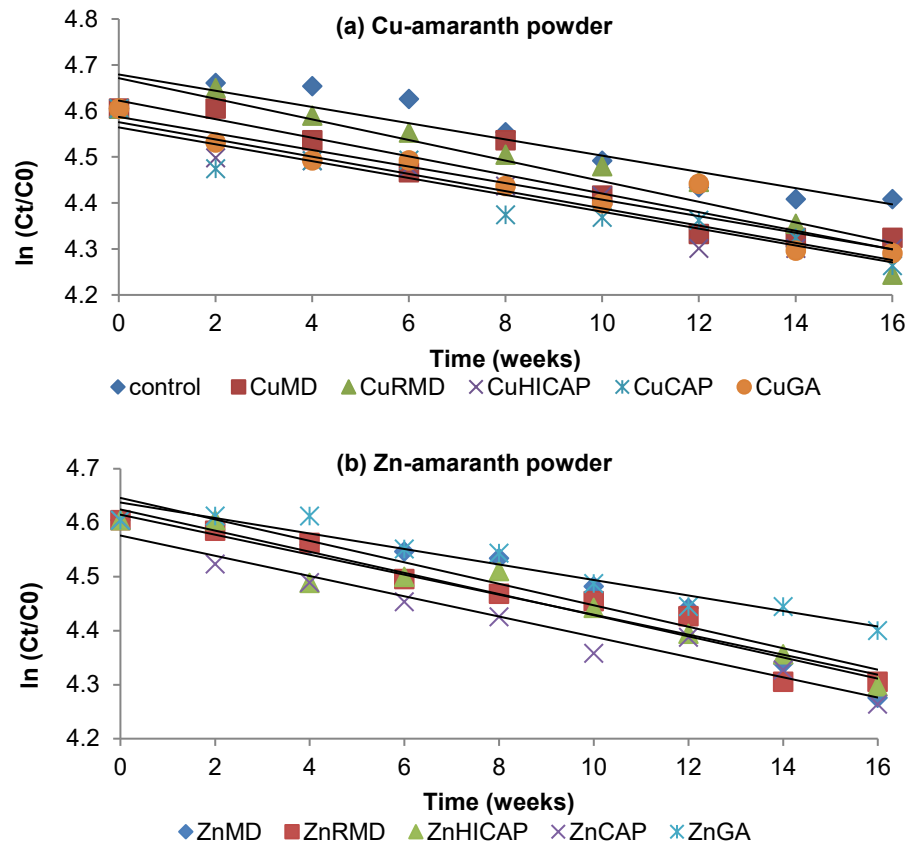 (a) Cu-amaranth powder
4.8
4.7
4.6
4.5
4.4
4.3
4.2
ln (Ct/C0)
0 2 4 6 8 10 12 14 16
Time (weeks)
control CuMD CuRMD CuHICAP CuCAP CuGA
(b) Zn-amaranth powder
4.7
4.6
4.5
4.4
4.3
4.2
ln (Ct/C0)
0 2 4 6 8 10 12 14 16
Time (weeks)
ZnMD ZnRMD ZnHICAP ZnCAP ZnGA